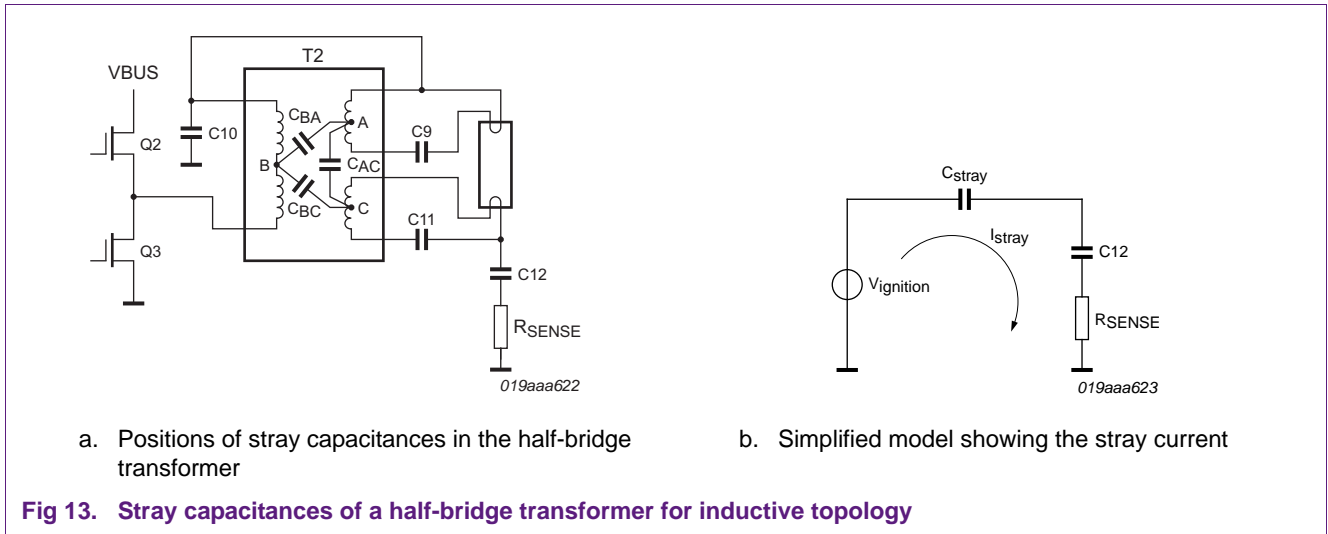 T2
VBUS
Q2
C10
CBA
A
B
CAC
CBC
C
C9
C11
Q3
C12
RSENSE
019aaa622
Cstray
Istray
Vignition
C12
RSENSE
019aaa623
a. Positions of stray capacitances in the half-bridge
transformer
b. Simplified model showing the stray current
Fig 13. Stray capacitances of a half-bridge transformer for inductive topology